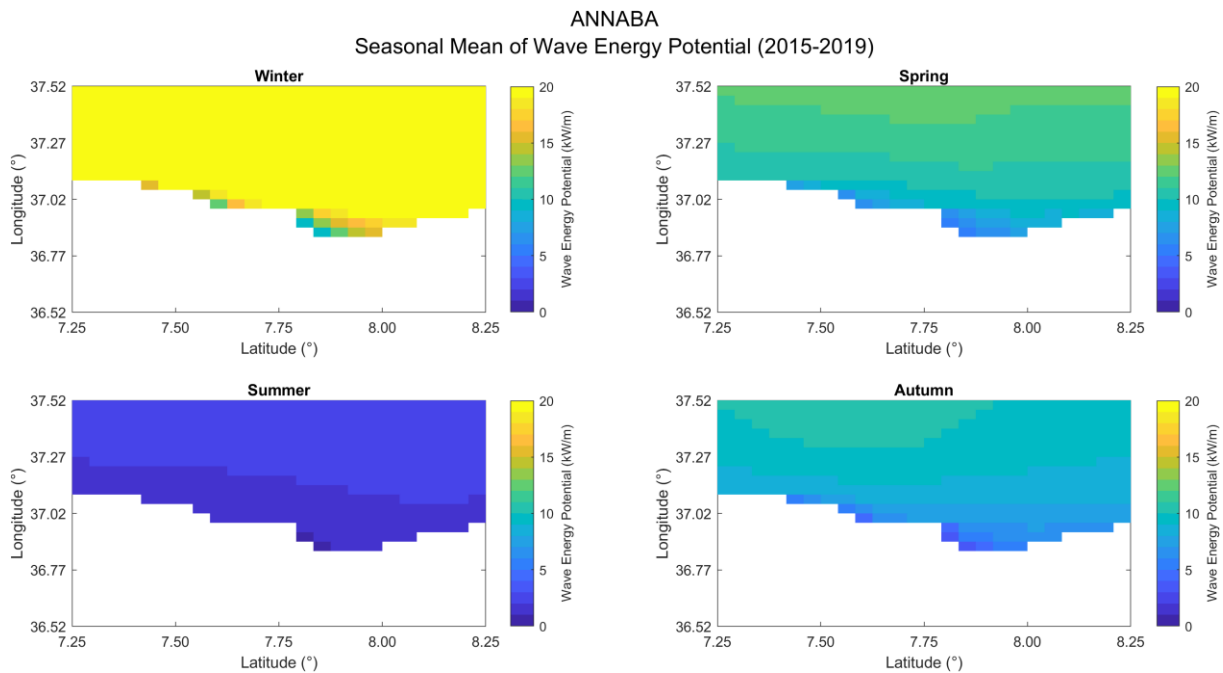 ANNABA
Seasonal Mean of Wave Energy Potential (2015-2019)
Winter
37.52
37.27
37.02
36.77
36.52
Longitude (°)
7.25 7.50 7.75 8.00 8.25
Latitude (°)
20
15
10
5
0
Wave Energy Potential (kW/m)
Spring
37.52
37.27
37.02
36.77
36.52
Longitude (°)
7.25 7.50 7.75 8.00 8.25
Latitude (°)
20
15
10
5
0
Wave Energy Potential (kW/m)
Summer
37.52
37.27
37.02
36.77
36.52
Longitude (°)
7.25 7.50 7.75 8.00 8.25
Latitude (°)
20
15
10
5
0
Wave Energy Potential (kW/m)
Autumn
37.52
37.27
37.02
36.77
36.52
Longitude (°)
7.25 7.50 7.75 8.00 8.25
Latitude (°)
20
15
10
5
0
Wave Energy Potential (kW/m)